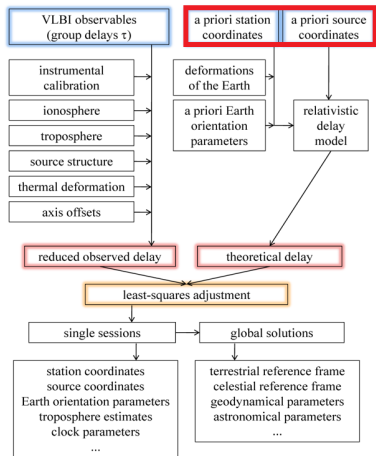 VLBI observables
(group delays τ)
a priori station
coordinates
a priori source
coordinates
instrumental
calibration
ionosphere
troposphere
source structure
thermal deformation
axis offsets
deformations
of the Earth
a priori Earth
orientation
parameters
relativistic
delay
model
reduced observed delay
theoretical delay
least-squares adjustment
single sessions
global solutions
station coordinates
source coordinates
Earth orientation parameters
troposphere estimates
clock parameters
...
terrestrial reference frame
celestial reference frame
geodynamical parameters
astronomical parameters
...